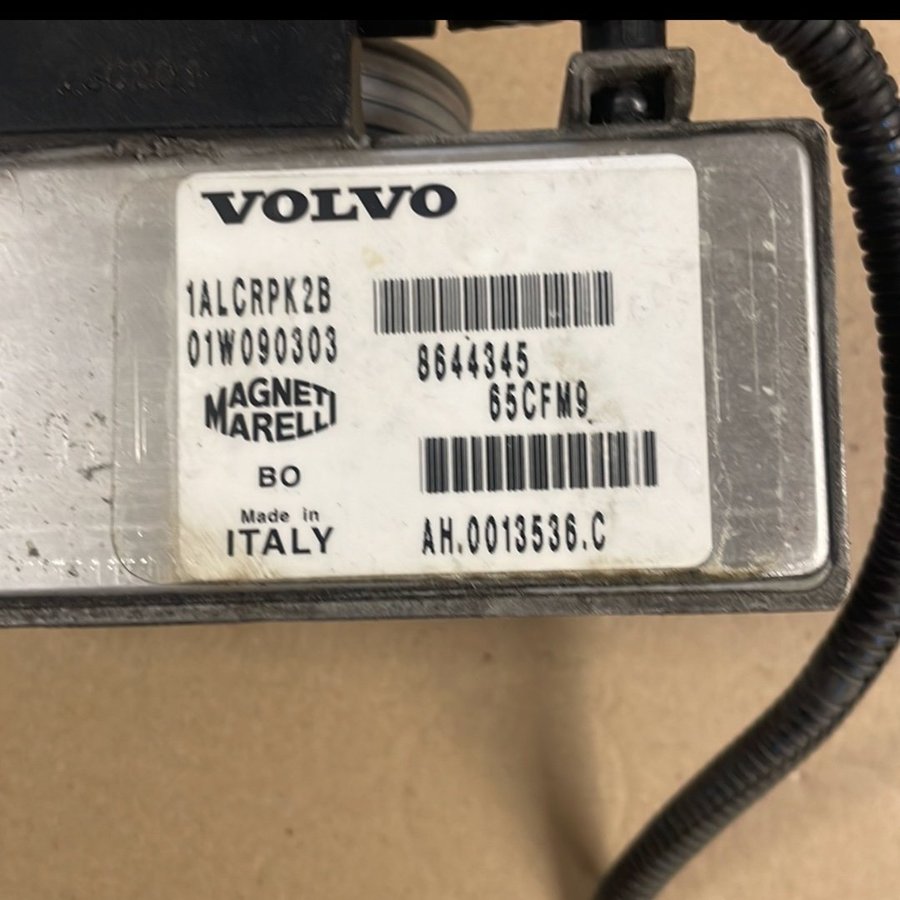 VOLVO
1ALCRPK2B
01W090303
8644345
65CFM9
MAGNETI
MARELLI
BO
Made in
ITALY
AH.0013536.C